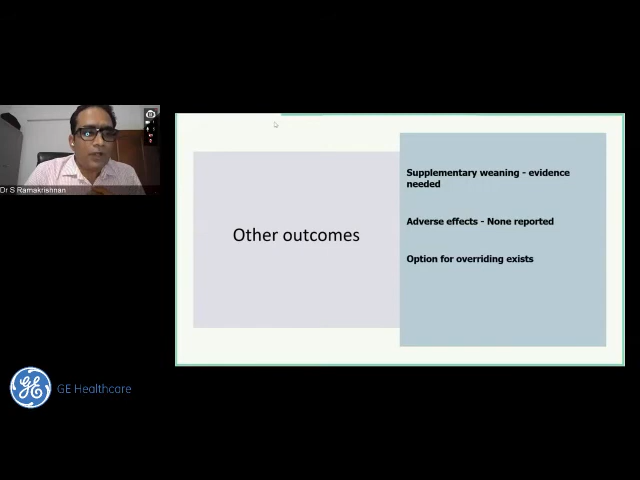 Dr S Ramakrishnan
Other outcomes
Supplementary weaning - evidence
needed
Adverse effects - None reported
Option for overriding exists
GE Healthcare